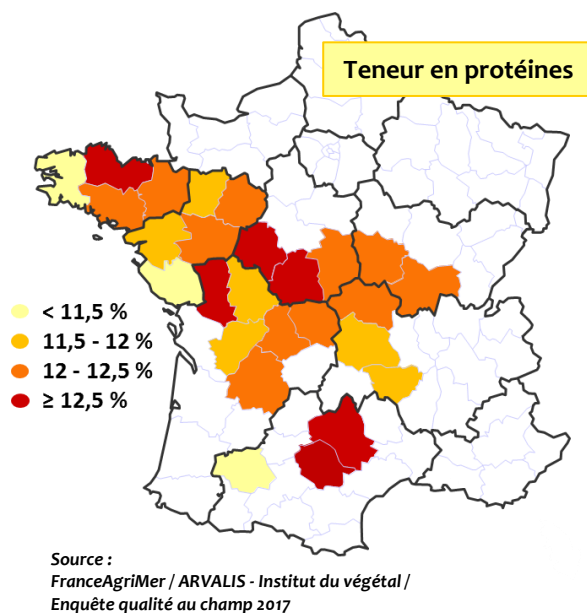 Teneur en protéines
< 11,5 %
11,5 - 12 %
12 - 12,5 %
≥ 12,5 %
Source :
FranceAgriMer / ARVALIS - Institut du végétal /
Enquête qualité au champ 2017